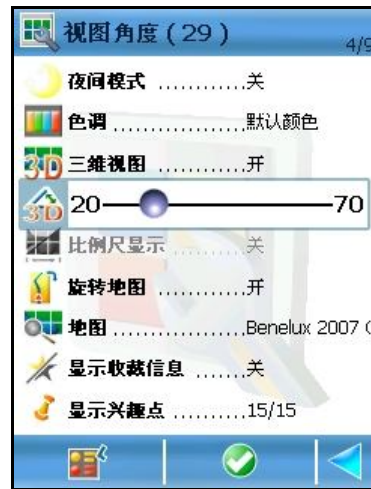 视图角度（29）
4/9
夜间模式 ............关
色调 ..................默认颜色
三维视图 ............开
3D 20 70
比例尺显示 .........关
旋转地图 ............开
地图 ..................Benelux 2007 (
显示收藏信息 .......关
显示兴趣点 ..........15/15